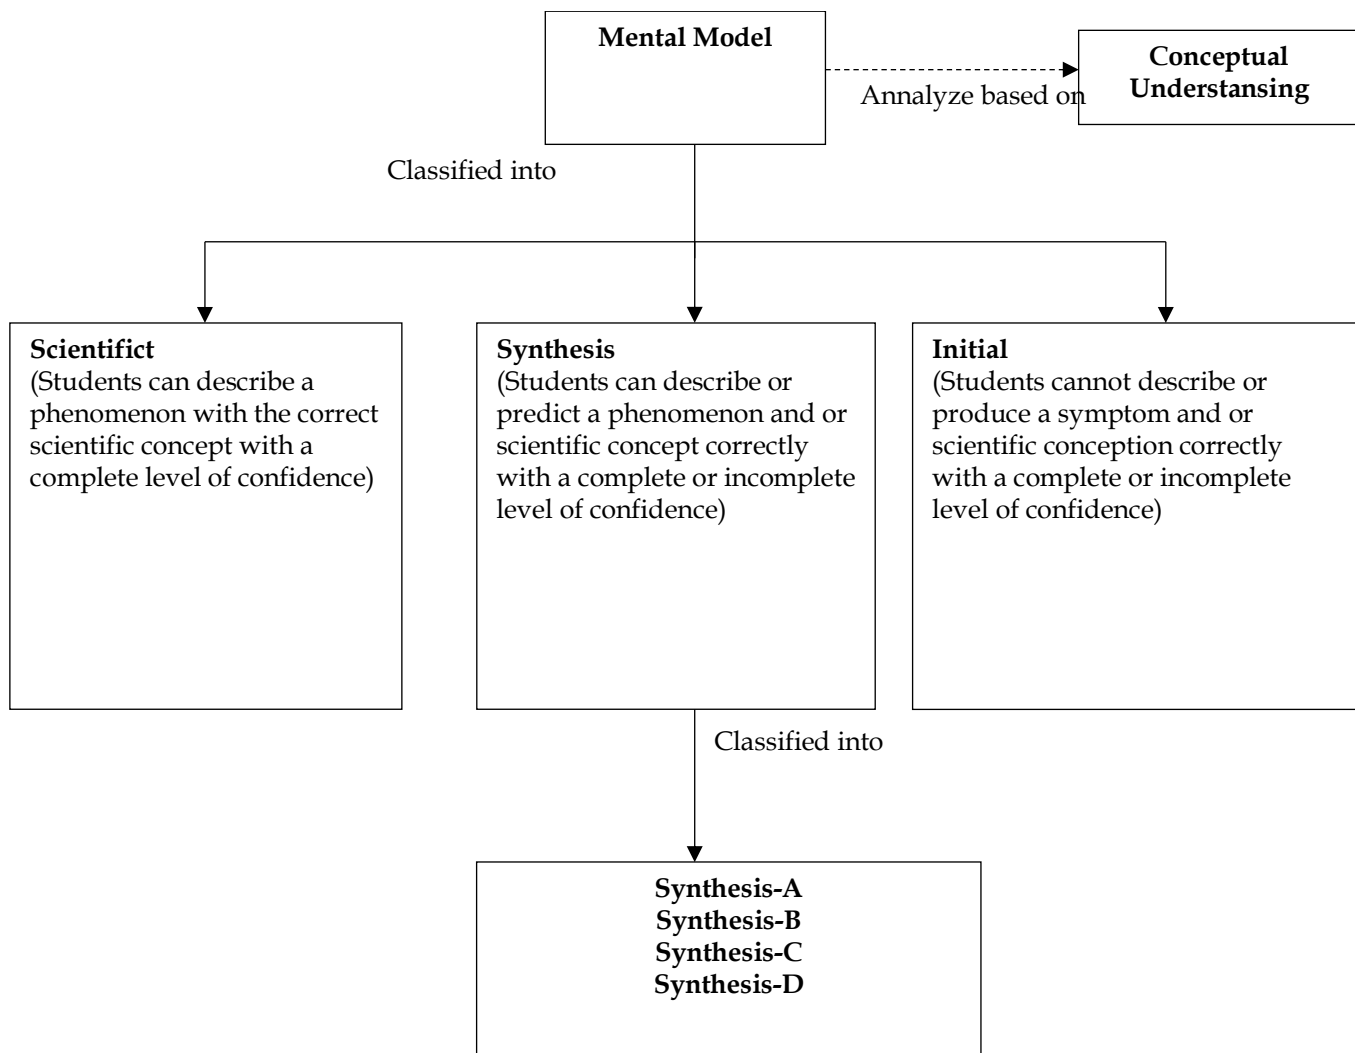 Mental Model
Conceptual
Understansing
Annalyze based on
Classified into
Scientifict
(Students can describe a
phenomenon with the correct
scientific concept with a
complete level of confidence)
Synthesis
(Students can describe or
predict a phenomenon and or
scientific concept correctly
with a complete or incomplete
level of confidence)
Initial
(Students cannot describe or
produce a symptom and or
scientific conception correctly
with a complete or incomplete
level of confidence)
Classified into
Synthesis-A
Synthesis-B
Synthesis-C
Synthesis-D